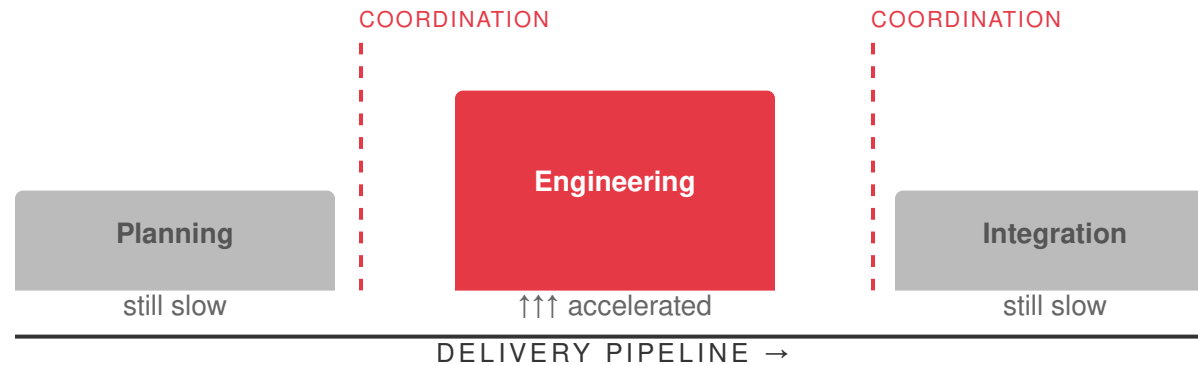 COORDINATION
COORDINATION
Engineering
Planning
Integration
still slow
↑↑↑ accelerated
still slow
DELIVERY PIPELINE →